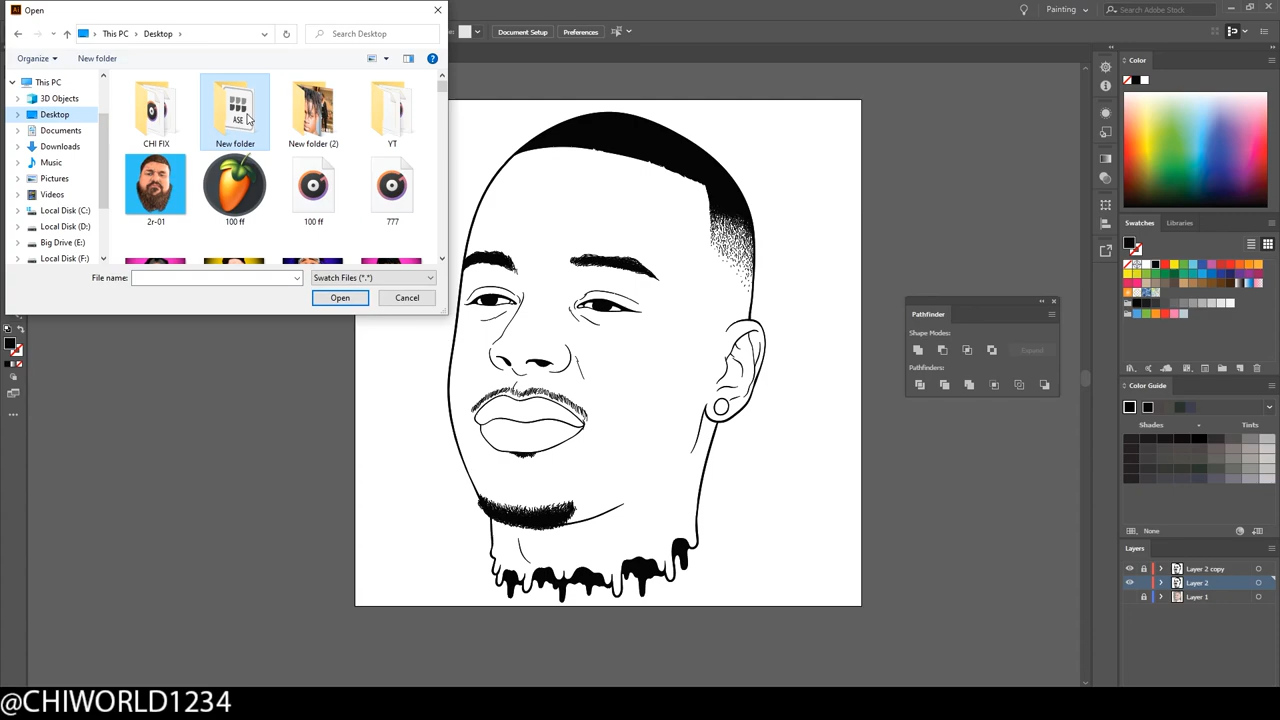 Ai Open
This PC > Desktop >
Search Desktop
Organize
New folder
This PC
3D Objects
Desktop
Documents
Downloads
Music
Pictures
Videos
Local Disk (C:)
Local Disk (D:)
Big Drive (E:)
Local Disk (F:)
CHI FIX
ASE
New folder
New folder (2)
YT
2r-01
100 ff
100 ff
777
File name:
Swatch Files (*.*)
Open
Cancel
Document Setup
Preferences
Painting
Search Adobe Stock
Color
Swatches
Libraries
Pathfinder
Shape Modes:
Expand
Pathfinders:
Color Guide
Shades
Tints
None
Layers
Layer 2 copy
Layer 2
Layer 1
@CHIWORLD1234